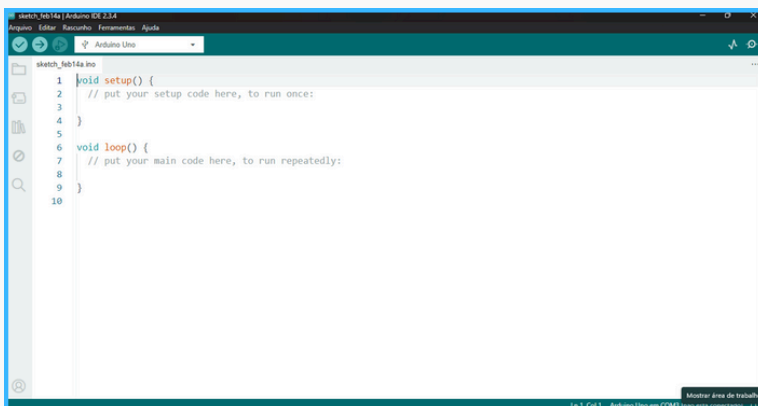 sketch_feb14a | Arduino IDE 2.3.4
Arquivo Editar Rascunho Ferramentas Ajuda
Arduino Uno
sketch_feb14a.ino
1 void setup() {
2 // put your setup code here, to run once:
3
4 }
5
6 void loop() {
7 // put your main code here, to run repeatedly:
8
9 }
10
Mostrar área de trabalho
Ln 1, Col 1 Arduino Uno em COM3